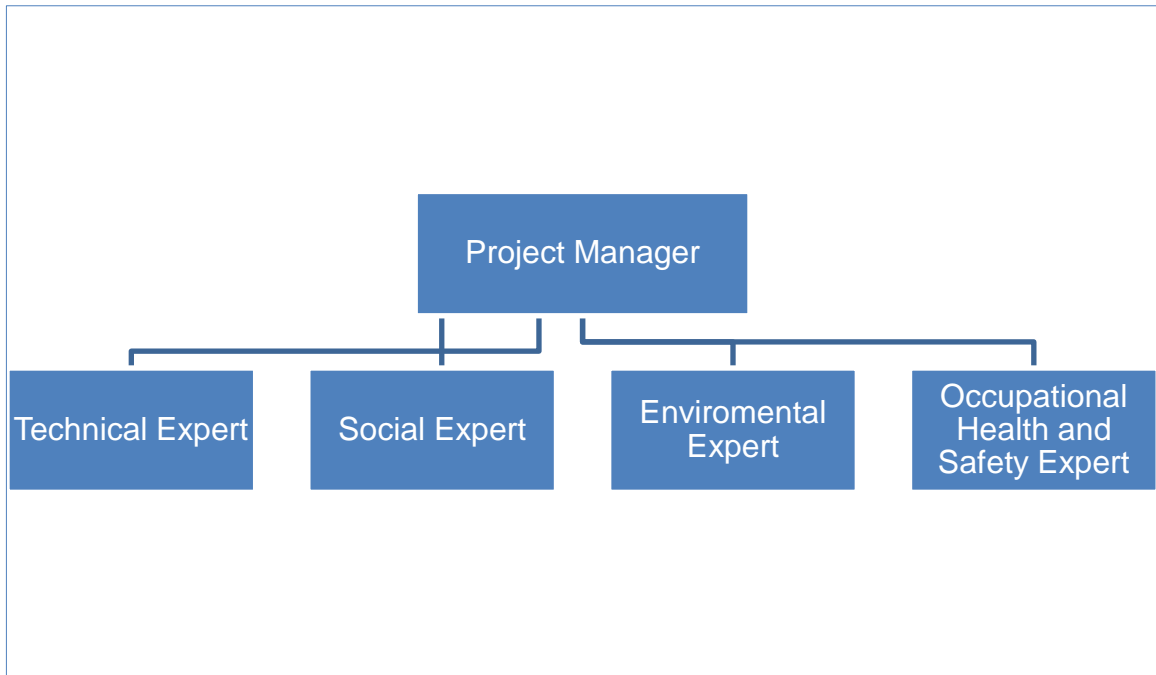 Project Manager
Technical Expert
Social Expert
Enviromental
Expert
Occupational
Health and
Safety Expert